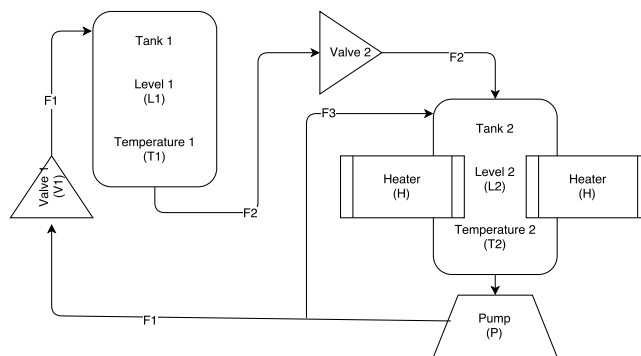 Tank 1
Level 1
(L1)
Temperature 1
(T1)
F1
Valve 1
(V1)
F2
Valve 2
F2
F3
Tank 2
Level 2
(L2)
Temperature 2
(T2)
Heater
(H)
Heater
(H)
F1
Pump
(P)